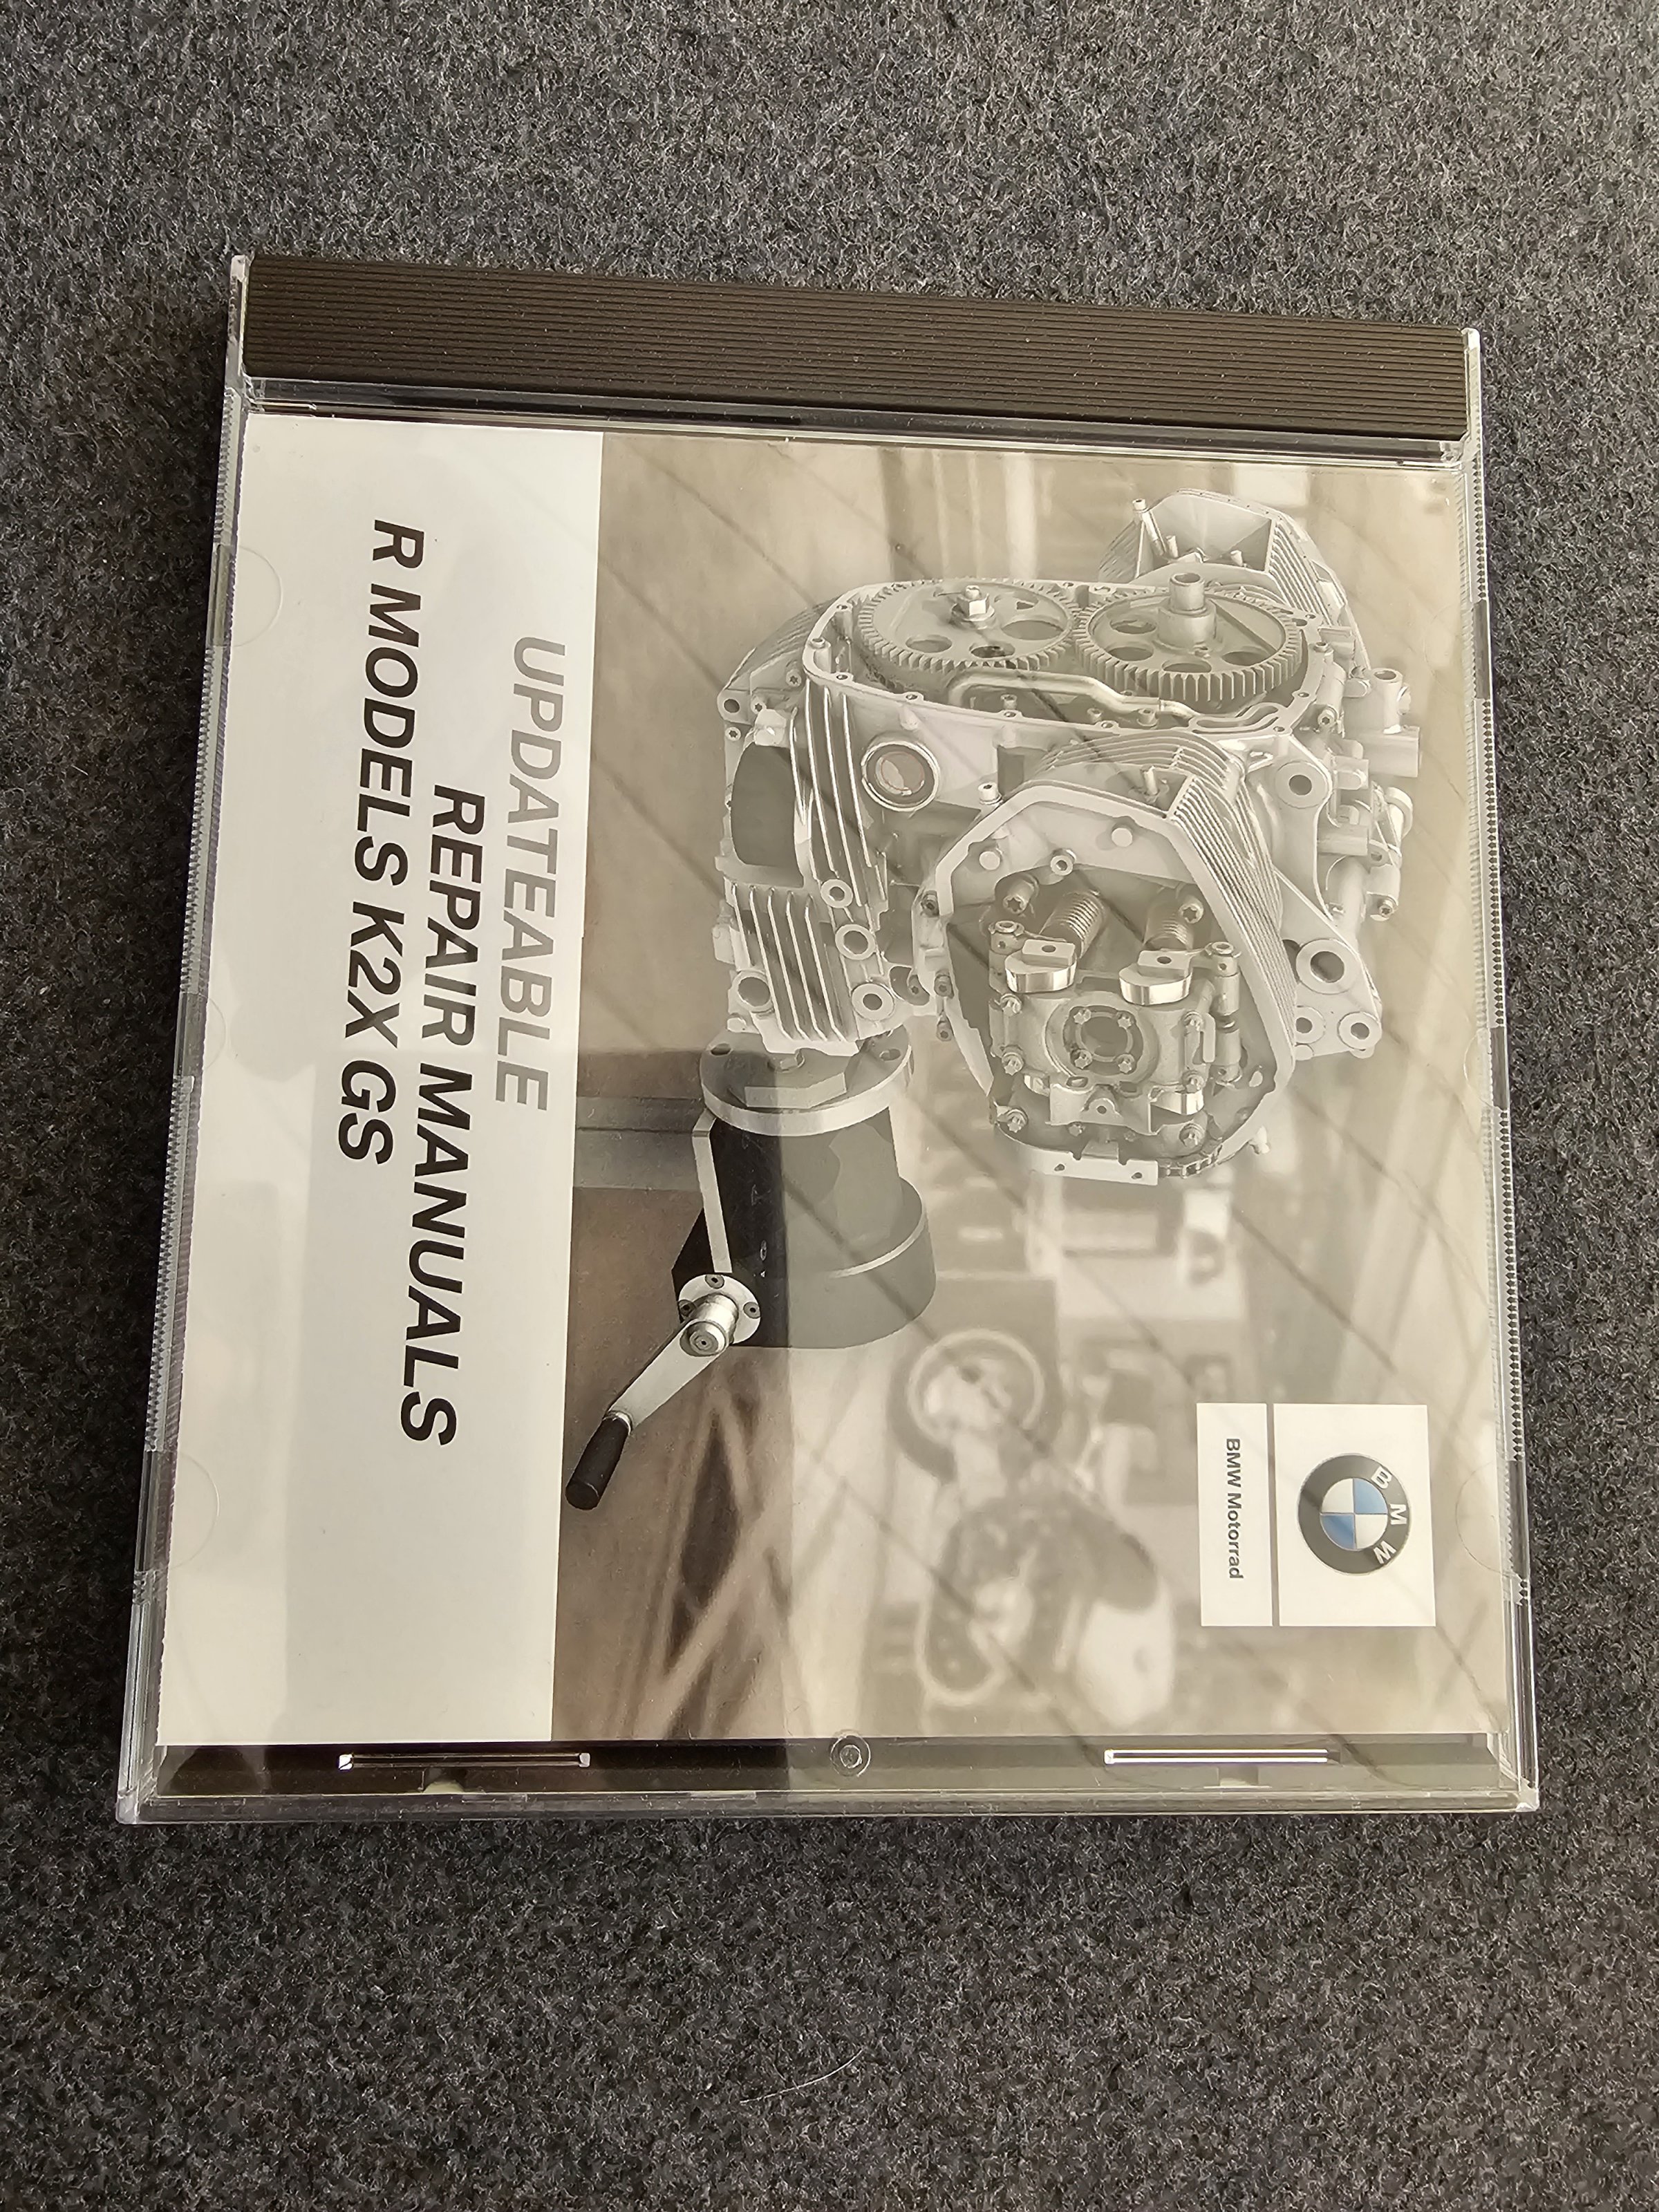 BMW
BMW Motorrad
UPDATEABLE
REPAIR MANUALS
R MODELS K2X GS